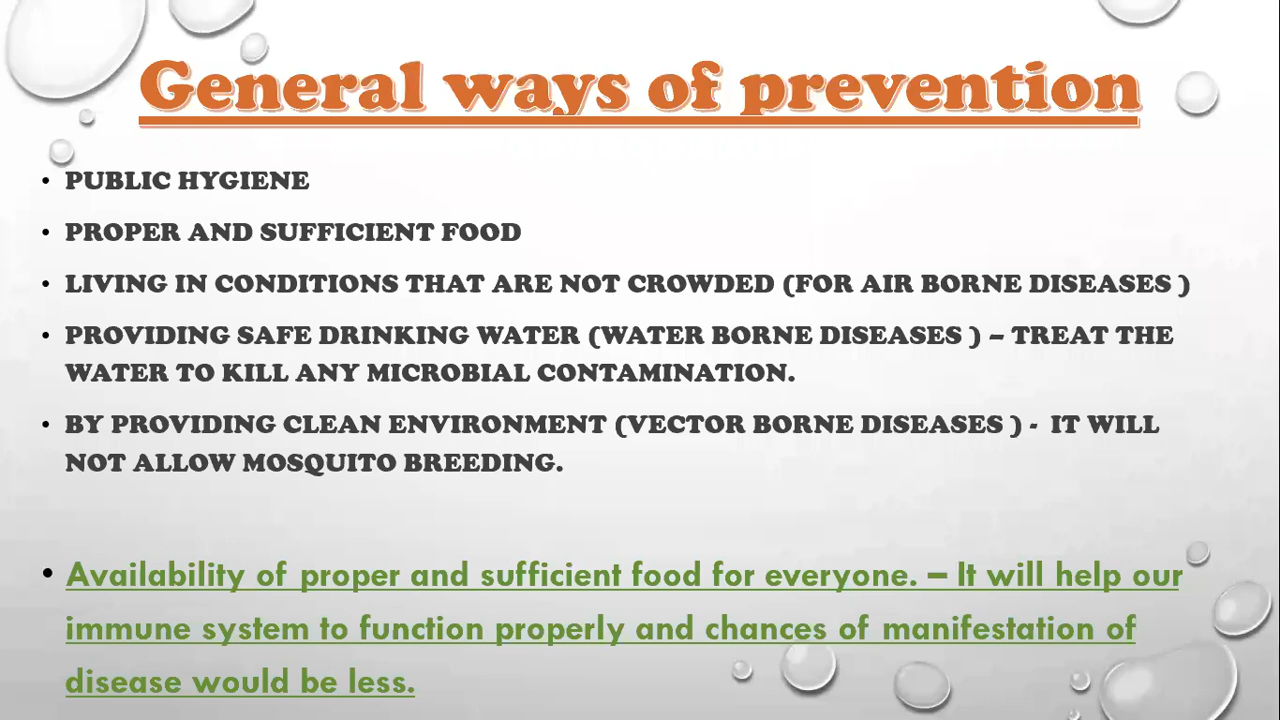 General ways of prevention
• PUBLIC HYGIENE
• PROPER AND SUFFICIENT FOOD
• LIVING IN CONDITIONS THAT ARE NOT CROWDED (FOR AIR BORNE DISEASES )
• PROVIDING SAFE DRINKING WATER (WATER BORNE DISEASES ) – TREAT THE
WATER TO KILL ANY MICROBIAL CONTAMINATION.
• BY PROVIDING CLEAN ENVIRONMENT (VECTOR BORNE DISEASES ) - IT WILL
NOT ALLOW MOSQUITO BREEDING.
• Availability of proper and sufficient food for everyone. – It will help our
immune system to function properly and chances of manifestation of
disease would be less.